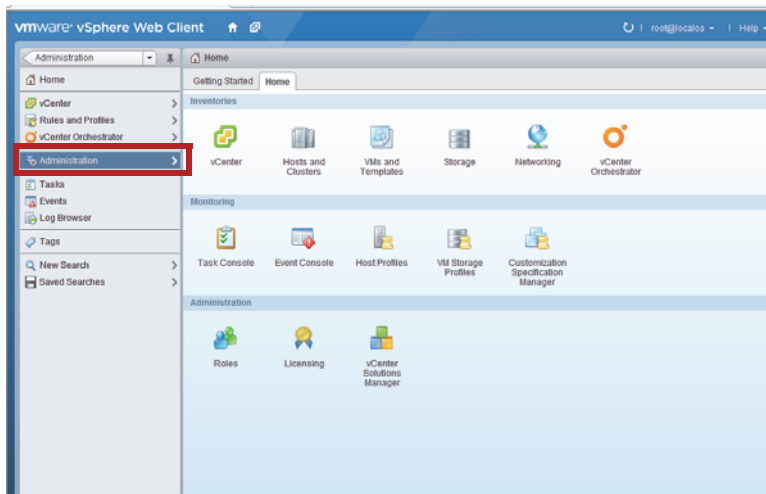 vmware® vSphere Web Client
root@localos
Help
Administration
Home
vCenter
Rules and Profiles
vCenter Orchestrator
Administration
Tasks
Events
Log Browser
Tags
New Search
Saved Searches
Home
Getting Started Home
Inventories
vCenter
Hosts and
Clusters
VMs and
Templates
Storage
Networking
vCenter
Orchestrator
Monitoring
Task Console
Event Console
Host Profiles
VM Storage
Profiles
Customization
Specification
Manager
Administration
Roles
Licensing
vCenter
Solutions
Manager